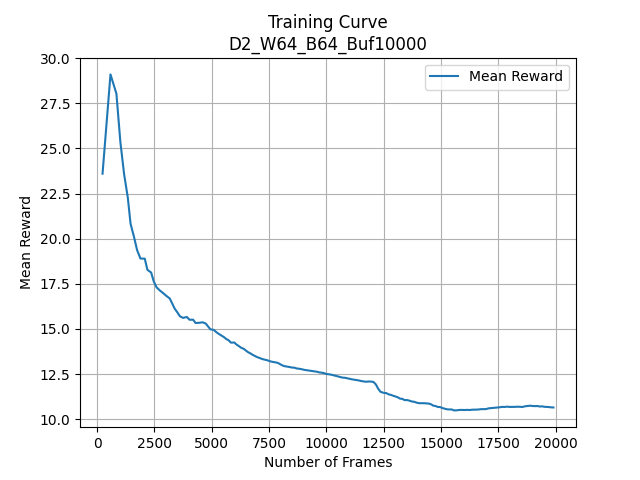 Training Curve
D2_W64_B64_Buf10000
Mean Reward
30.0
27.5
25.0
22.5
20.0
17.5
15.0
12.5
10.0
Mean Reward
0 2500 5000 7500 10000 12500 15000 17500 20000
Number of Frames